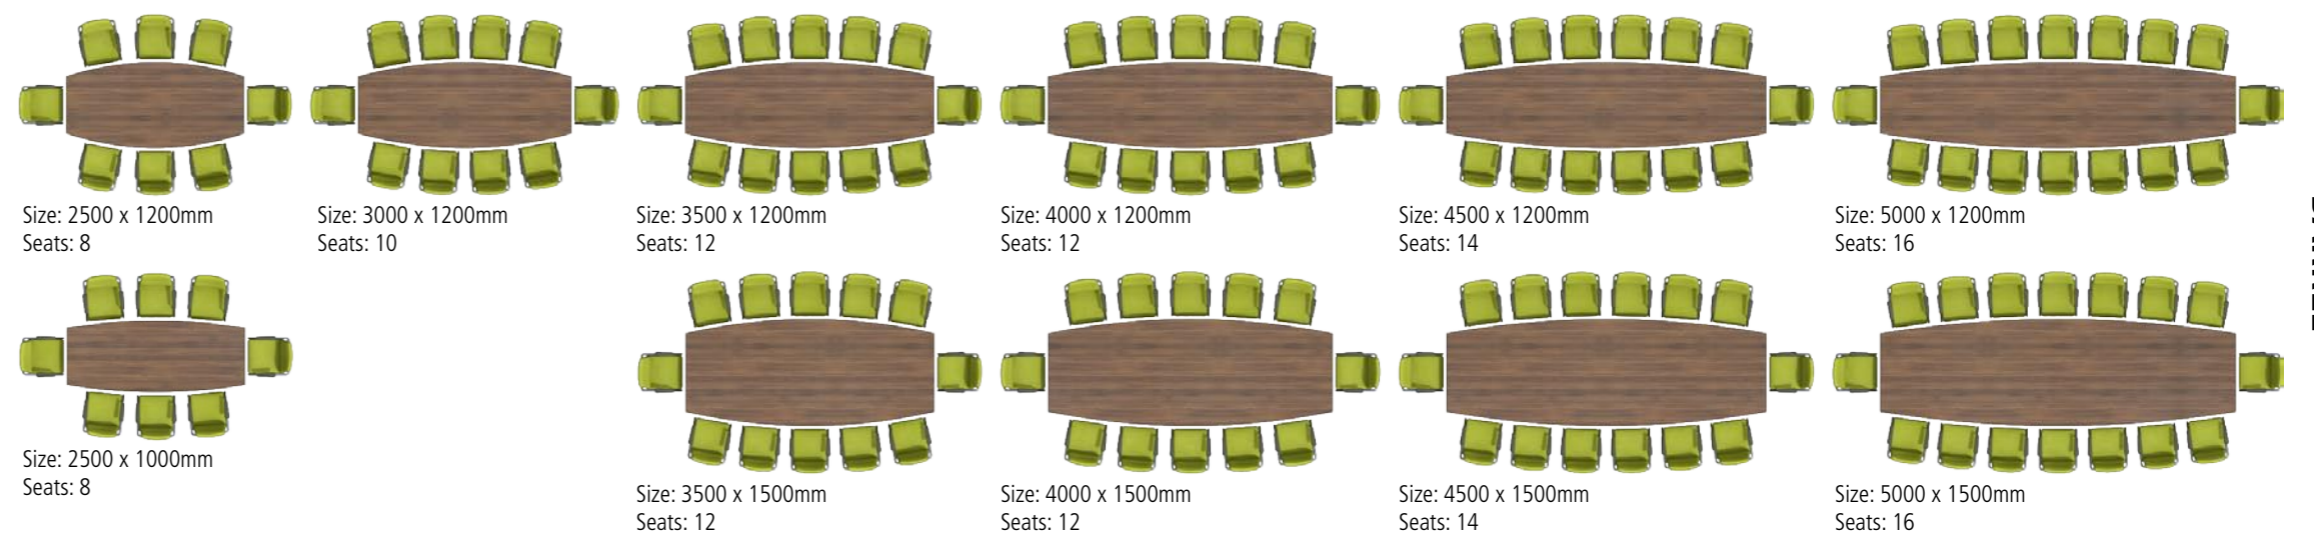 Size: 2500 x 1200mm
Seats: 8
Size: 3000 x 1200mm
Seats: 10
Size: 3500 x 1200mm
Seats: 12
Size: 4000 x 1200mm
Seats: 12
Size: 4500 x 1200mm
Seats: 14
Size: 5000 x 1200mm
Seats: 16
Size: 2500 x 1000mm
Seats: 8
Size: 3500 x 1500mm
Seats: 12
Size: 4000 x 1500mm
Seats: 12
Size: 4500 x 1500mm
Seats: 14
Size: 5000 x 1500mm
Seats: 16